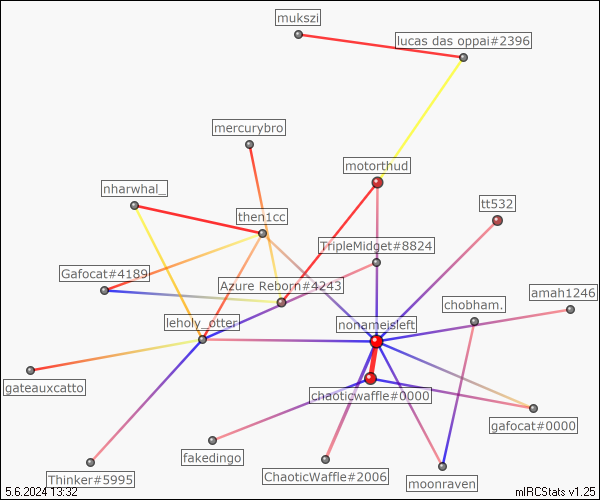 mukszi
lucas das oppai#2396
mercurybro
motorthud
nharwhal_
tt532
then1cc
TripleMidget#8824
Gafocat#4189
Azure Reborn#4243
amah1246
chobham.
leholy_otter
nonameisleft
gateauxcatto
chaoticwaffle#0000
gafocat#0000
fakedingo
Thinker#5995
ChaoticWaffle#2006
moonraven
5.6.2024 13:32
mIRCStats v1.25